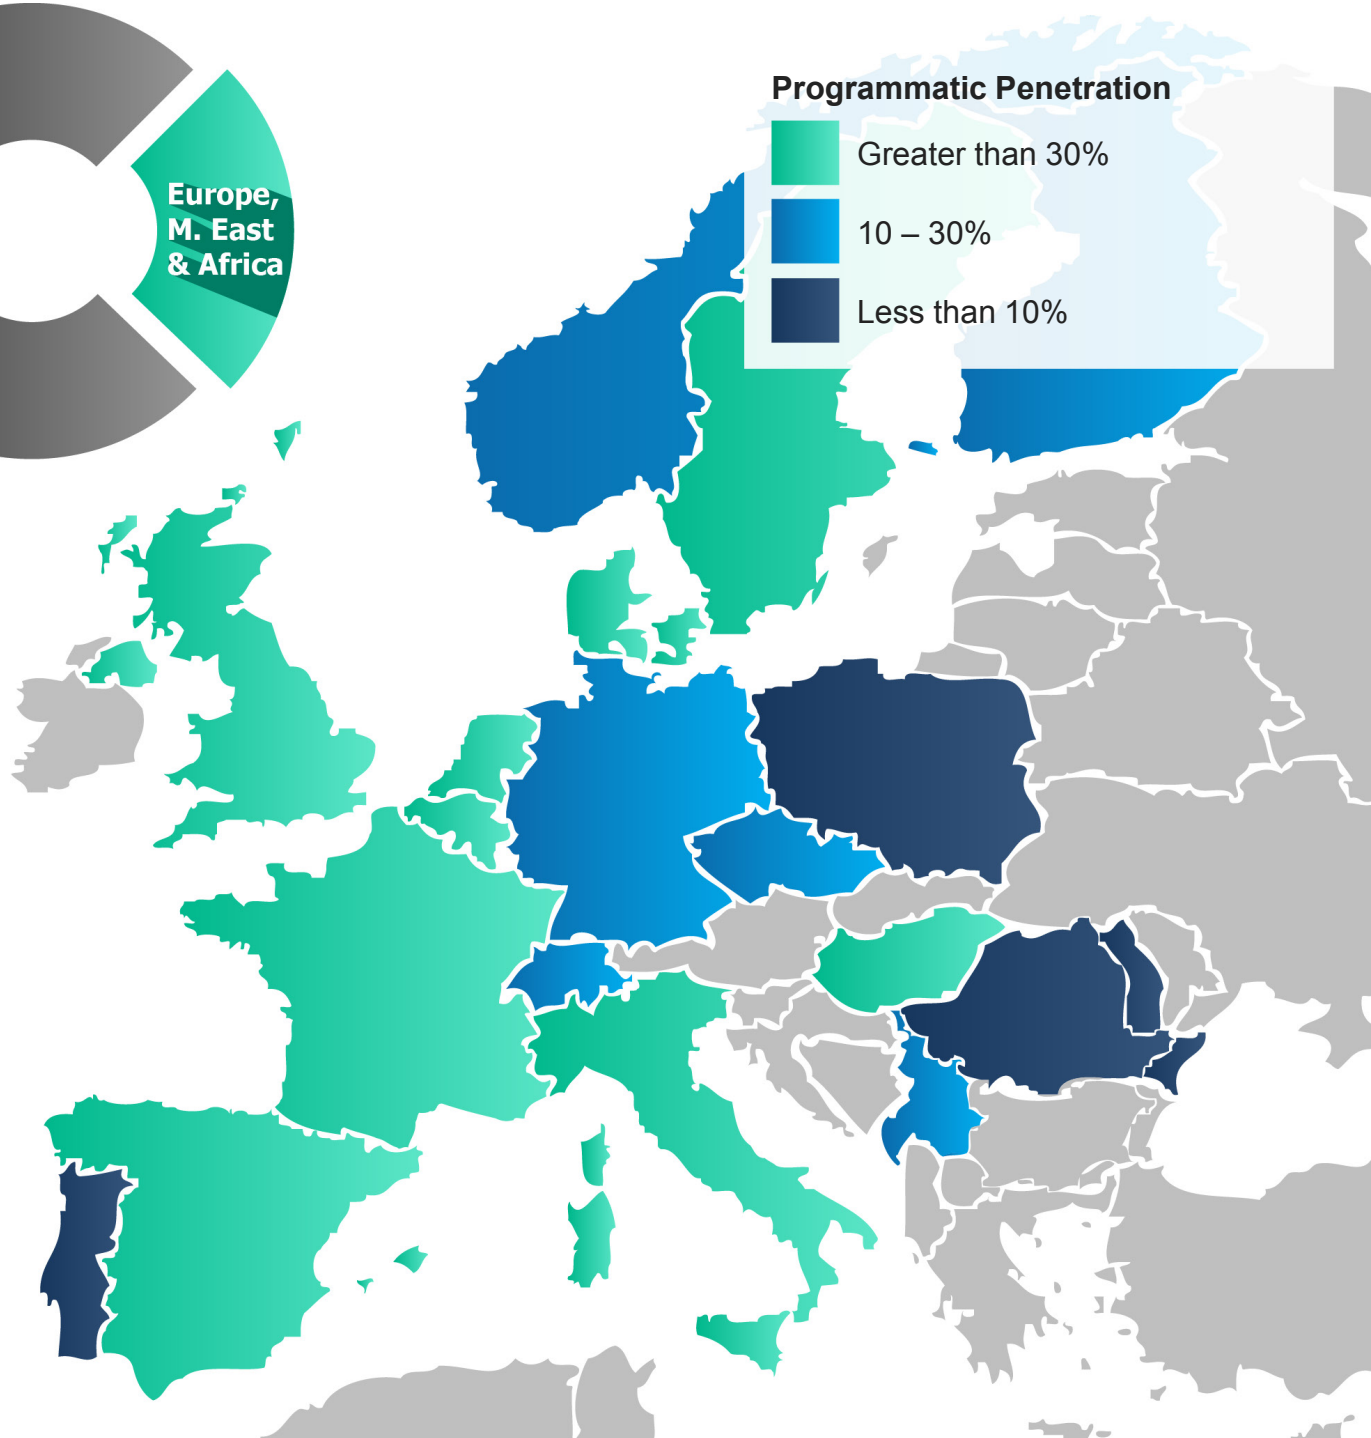 Europe,
M. East
& Africa
Programmatic Penetration
Greater than 30%
10 – 30%
Less than 10%